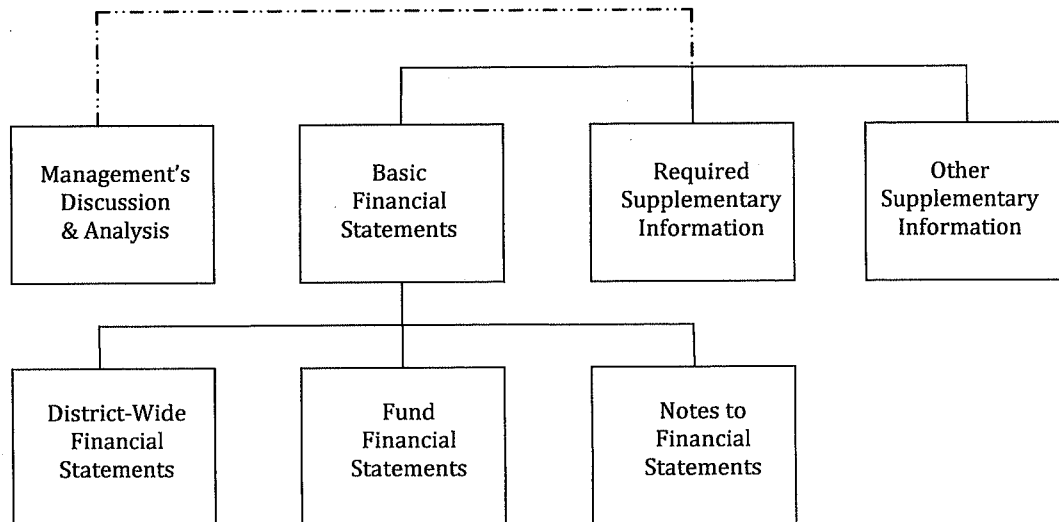 Management's
Discussion
& Analysis
Basic
Financial
Statements
Required
Supplementary
Information
Other
Supplementary
Information
District-Wide
Financial
Statements
Fund
Financial
Statements
Notes to
Financial
Statements